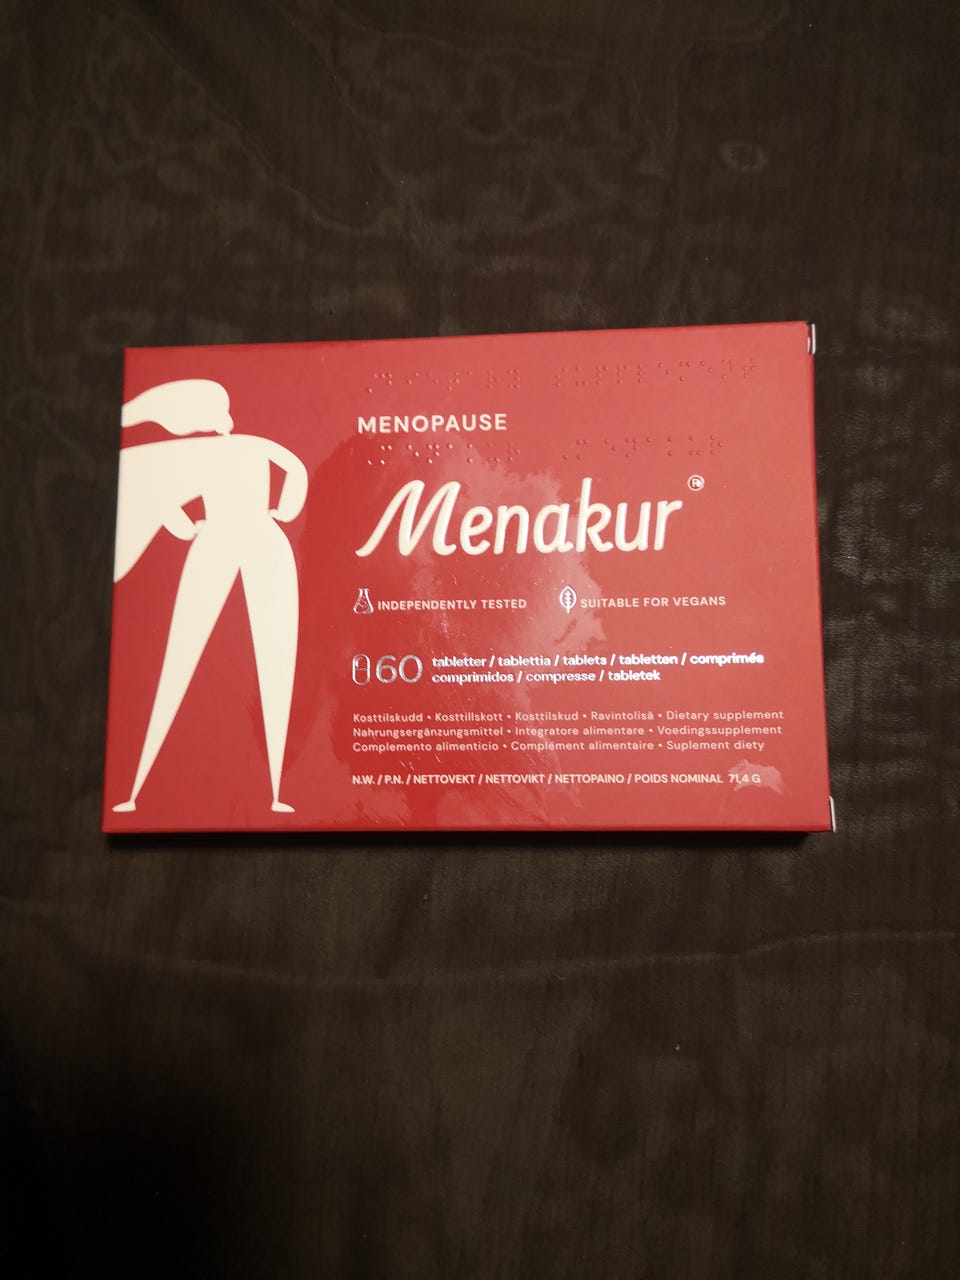 MENOPAUSE
Menakur®
INDEPENDENTLY TESTED
SUITABLE FOR VEGANS
60 tabletter / tablettia / tablets / tabletten / comprimés
comprimidos / compresse / tabletek
Kosttilskudd • Kosttillskott • Kosttilskud • Ravintolisä • Dietary supplement
Nahrungsergänzungsmittel • Integratore alimentare • Voedingssupplement
Complemento alimenticio • Complément alimentaire • Suplement diety
N.W. / P.N. / NETTOVEKT / NETTOVIKT / NETTOPAINO / POIDS NOMINAL 71,4 G